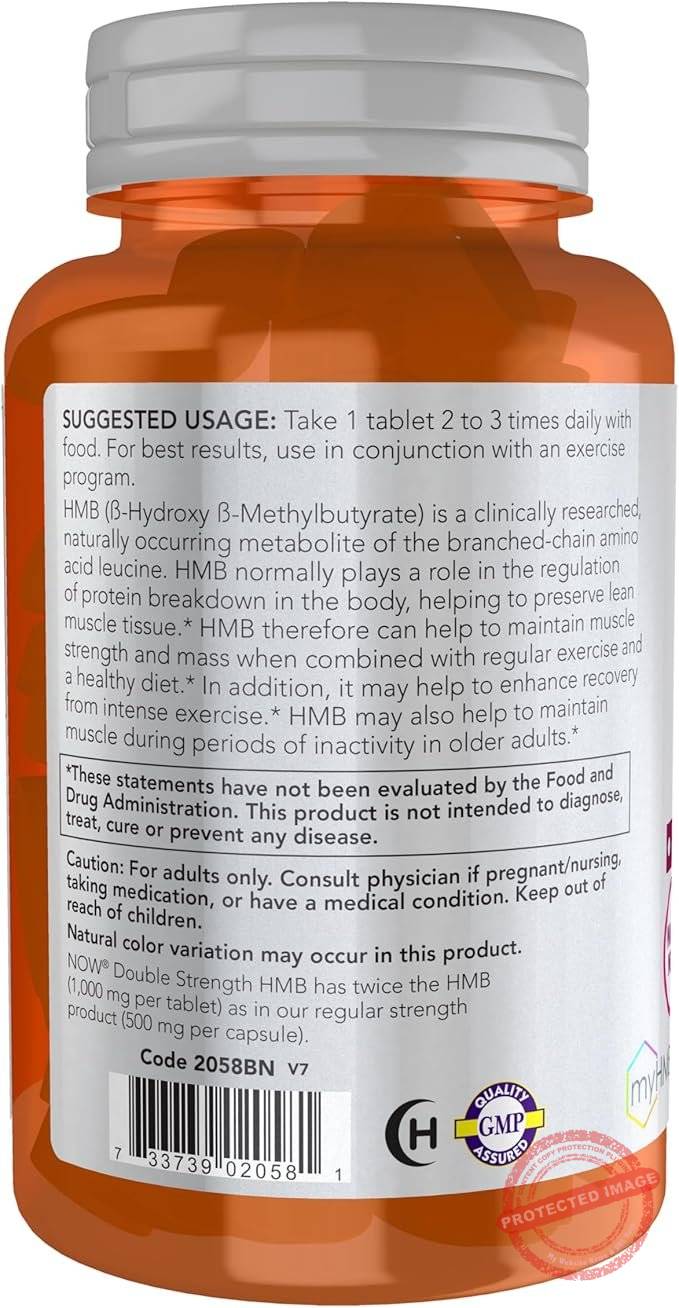 SUGGESTED USAGE: Take 1 tablet 2 to 3 times daily with
food. For best results, use in conjunction with an exercise
program.
HMB (ß-Hydroxy ß-Methylbutyrate) is a clinically researched,
naturally occurring metabolite of the branched-chain amino
acid leucine. HMB normally plays a role in the regulation
of protein breakdown in the body, helping to preserve lean
muscle tissue.* HMB therefore can help to maintain muscle
strength and mass when combined with regular exercise and
a healthy diet.* In addition, it may help to enhance recovery
from intense exercise.* HMB may also help to maintain
muscle during periods of inactivity in older adults.*
*These statements have not been evaluated by the Food and
Drug Administration. This product is not intended to diagnose,
treat, cure or prevent any disease.
Caution: For adults only. Consult physician if pregnant/nursing,
taking medication, or have a medical condition. Keep out of
reach of children.
Natural color variation may occur in this product.
NOW® Double Strength HMB has twice the HMB
(1,000 mg per tablet) as in our regular strength
product (500 mg per capsule).
Code 2058BN V7
7 33739 02058 1
CH
QUALITY
GMP
ASSURED
myHMB
PROTECTED IMAGE